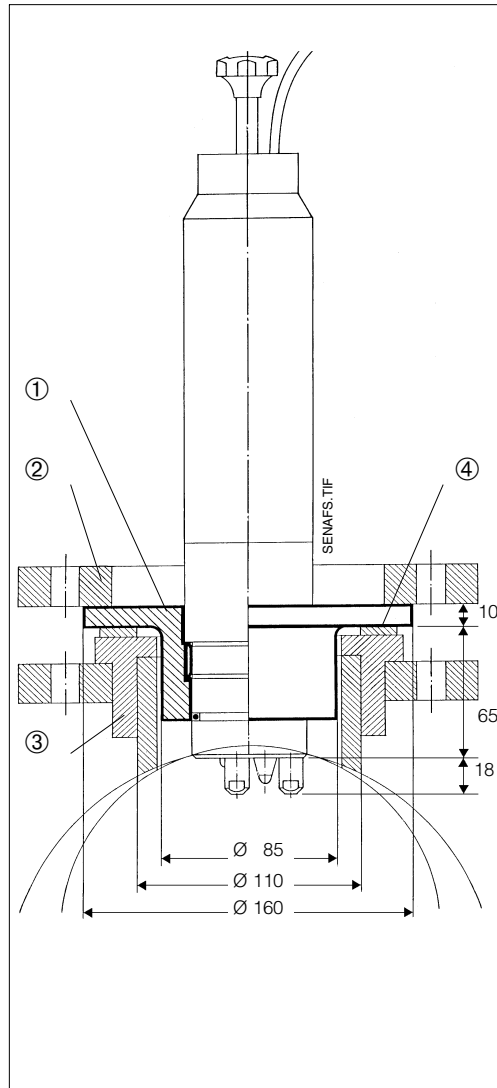 ①
②
④
SENAFS.TIF
10
65
③
18
Ø 85
Ø 110
Ø 160